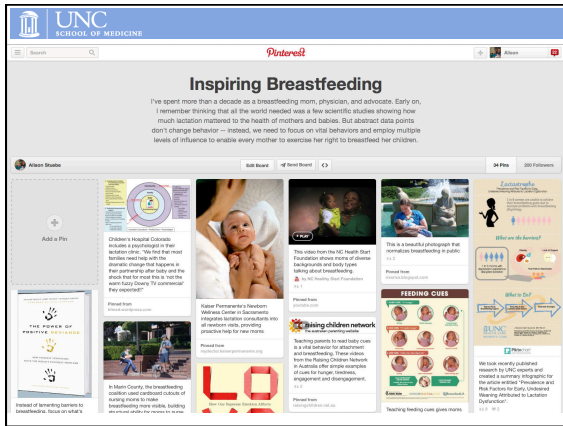 UNC
SCHOOL OF MEDICINE
Search
Pinterest
Alison
Inspiring Breastfeeding
I've spent more than a decade as a breastfeeding mom, physician, and advocate. Early on,
I remember thinking that all the world needed was a few scientific studies showing how
much lactation mattered to the health of mothers and babies. But abstract data points
don't change behavior – instead, we need to focus on vital behaviors and employ multiple
levels of influence to enable every mother to exercise her right to breastfeed her children.
Alison Stuebe
Edit Board
Send Board
34 Pins
220 Followers
Add a Pin
THE POWER OF
POSITIVE DEVIANCE
Instead of lamenting barriers to
breastfeeding, focus on what's
Children's Hospital Colorado
includes a psychologist in their
lactation clinic. "We find that most
families need help with the
dramatic change that happens in
their partnership after baby and the
shock that for most this is 'not the
warm fuzzy Downy TV commercial'
they expected!"
Pinned from
In Marin County, the breastfeeding
coalition used cardboard cutouts of
nursing moms to make
breastfeeding more visible, building
Kaiser Permanente's Newborn
Wellness Center in Sacramento
integrates lactation consultants into
all newborn visits, providing
proactive help for new moms
Pinned from
PLAY
This video from the NC Health Start
Foundation shows moms of diverse
backgrounds and body types
talking about breastfeeding.
by NC Healthy Start Foundation
1
Pinned from
youtube.com
raising children network
the australian parenting website
Teaching parents to read baby cues
is a vital behavior for attachment
and breastfeeding. These videos
from the Raising Children Network
in Australia offer simple examples
of cues for hunger, tiredness,
engagement and disengagement.
Pinned from
raisingchildren.net.au
This is a beautiful photograph that
normalizes breastfeeding in public
Pinned from
FEEDING CUES
Teaching feeding cues gives moms
Lactastrophe
What are the barriers?
What to Do?
UNC
We took recently published
research by UNC experts and
created a summary infographic for
the article entitled "Prevalence and
Risk Factors for Early, Undesired
Weaning Attributed to Lactation
Dysfunction".